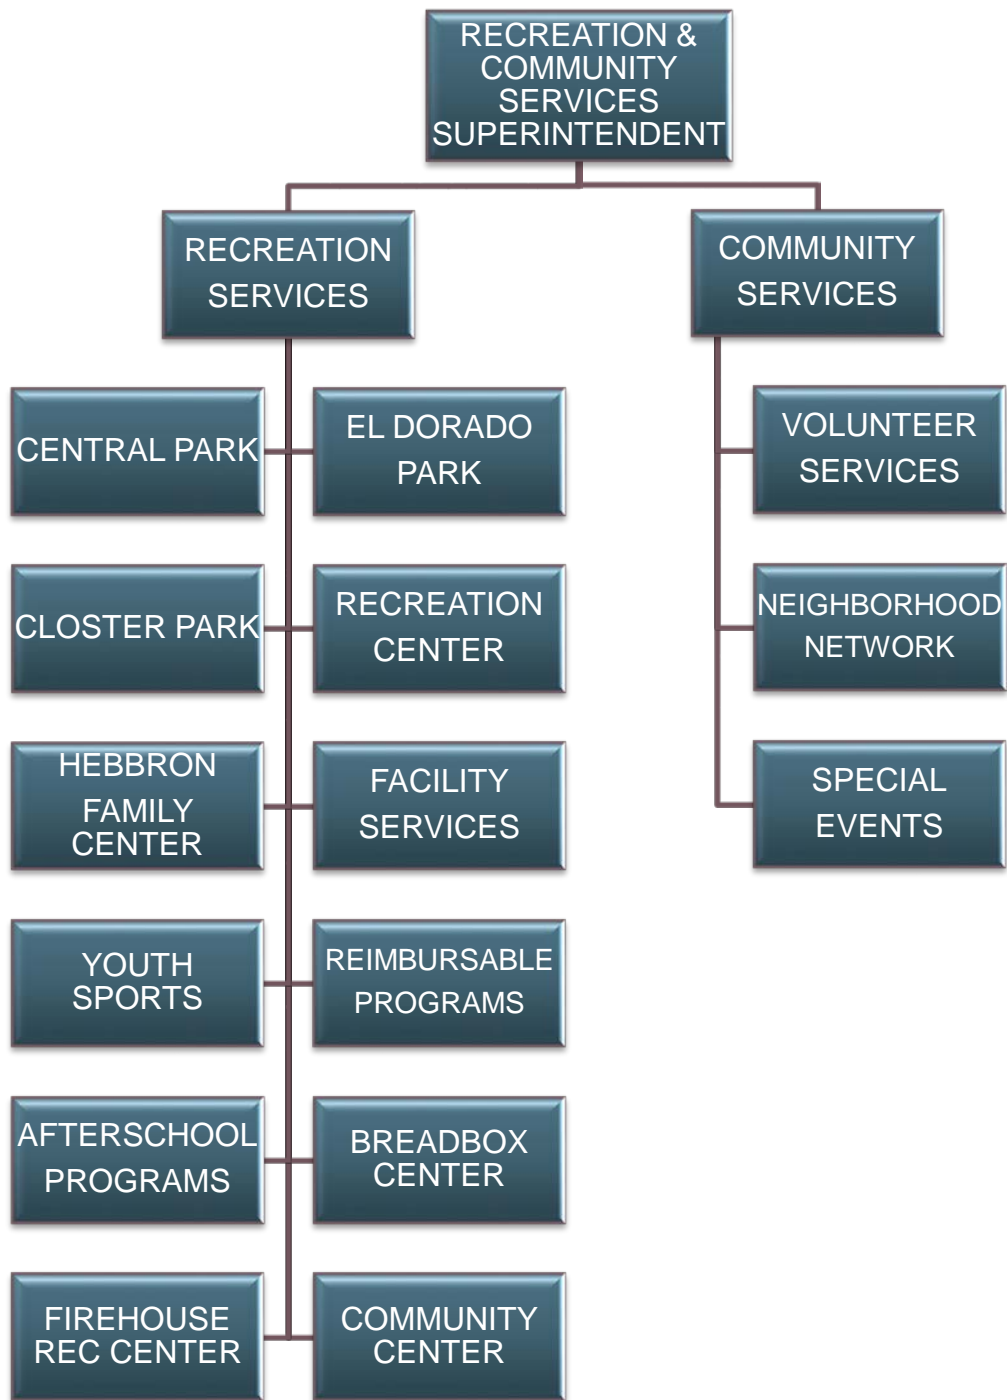 RECREATION &
COMMUNITY
SERVICES
SUPERINTENDENT
RECREATION
SERVICES
COMMUNITY
SERVICES
CENTRAL PARK
EL DORADO
PARK
VOLUNTEER
SERVICES
CLOSTER PARK
RECREATION
CENTER
NEIGHBORHOOD
NETWORK
HEBBRON
FAMILY
CENTER
FACILITY
SERVICES
SPECIAL
EVENTS
YOUTH
SPORTS
REIMBURSABLE
PROGRAMS
AFTERSCHOOL
PROGRAMS
BREADBOX
CENTER
FIREHOUSE
REC CENTER
COMMUNITY
CENTER